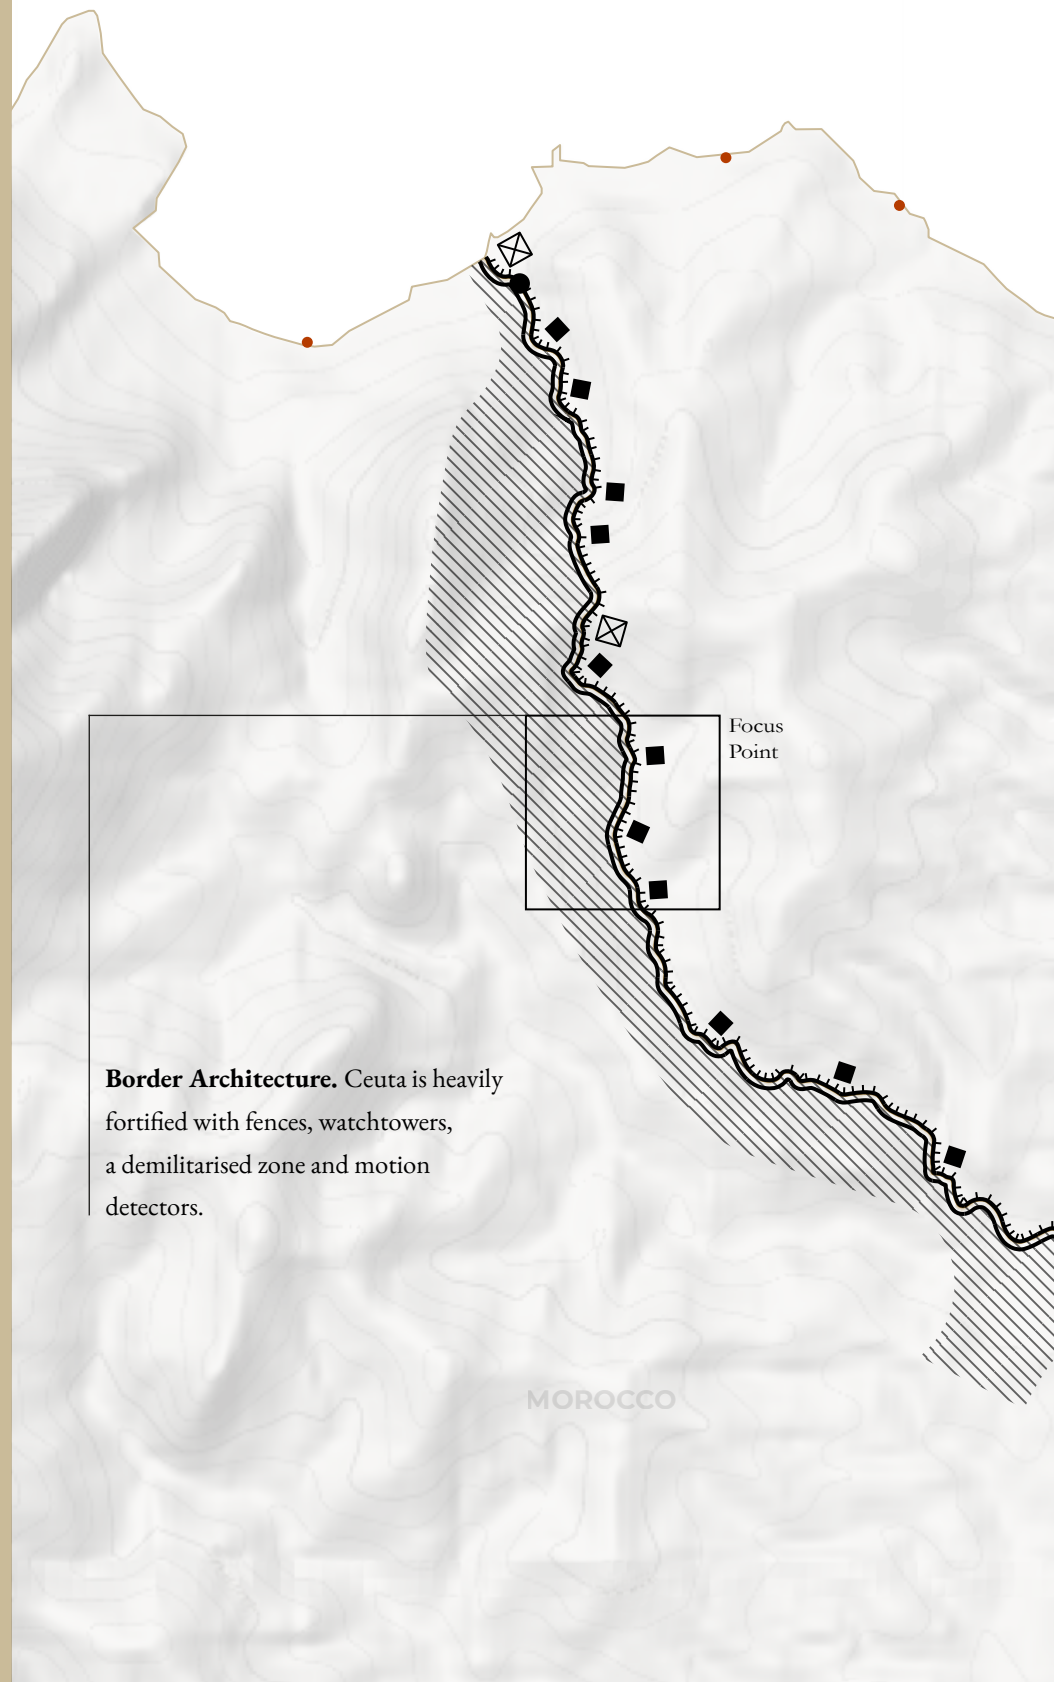 Focus
Point
Border Architecture. Ceuta is heavily
fortified with fences, watchtowers,
a demilitarised zone and motion
detectors.
MOROCCO